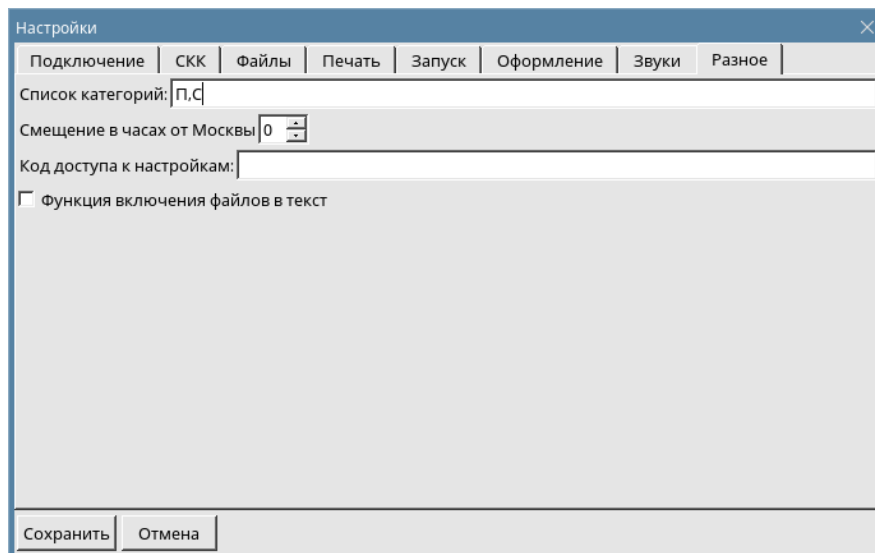 Настройки
Подключение СКК Файлы Печать Запуск Оформление Звуки Разное
Список категорий: П,С
Смещение в часах от Москвы 0
Код доступа к настройкам:
Функция включения файлов в текст
Сохранить Отмена